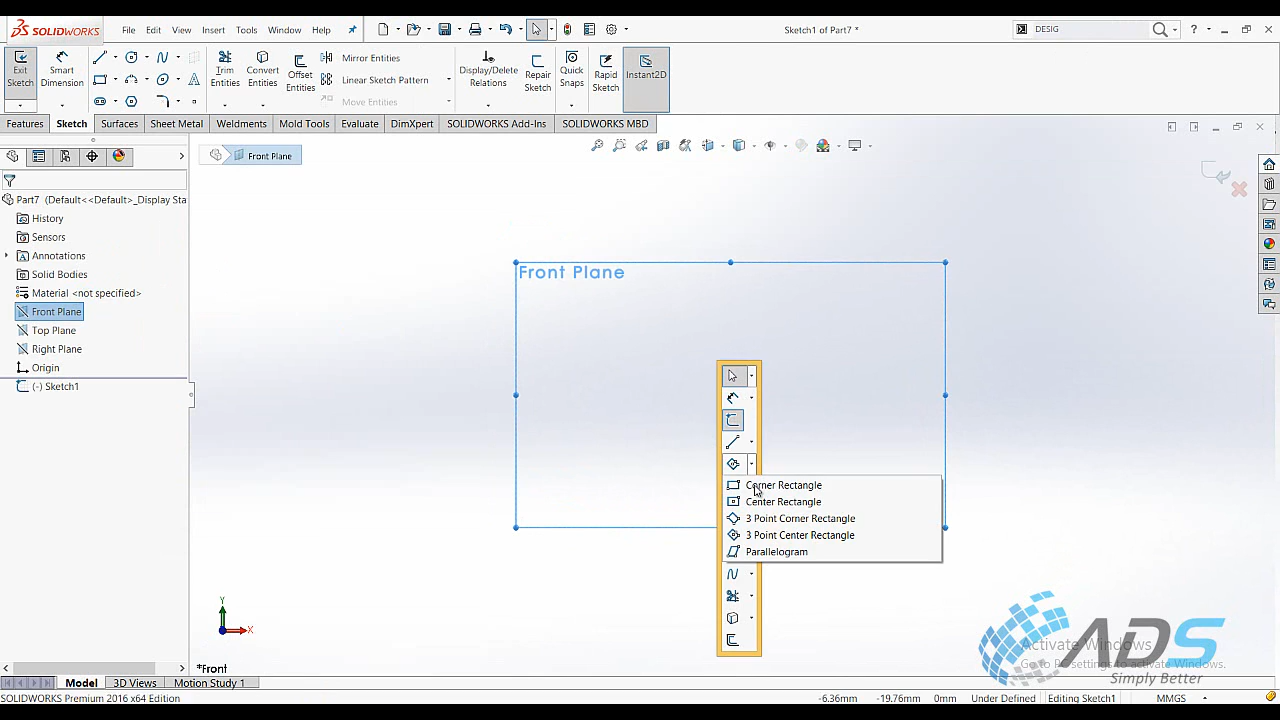 SOLIDWORKS File Edit View Insert Tools Window Help Sketch1 of Part7 * DESIG ?
Exit Sketch
Smart Dimension
Trim Entities
Convert Entities
Offset Entities
Mirror Entities
Linear Sketch Pattern
Move Entities
Display/Delete Relations
Repair Sketch
Quick Snaps
Rapid Sketch
Instant2D
Features Sketch Surfaces Sheet Metal Weldments Mold Tools Evaluate DimXpert SOLIDWORKS Add-Ins SOLIDWORKS MBD
Front Plane
Part7 (Default<<Default>_Display Sta
History
Sensors
Annotations
Solid Bodies
Material <not specified>
Front Plane
Top Plane
Right Plane
Origin
(-) Sketch1
Front Plane
Corner Rectangle
Center Rectangle
3 Point Corner Rectangle
3 Point Center Rectangle
Parallelogram
Y
X
*Front
ADS
Simply Better
Activate Windows
Go to PC settings to activate Windows.
Model 3D Views Motion Study 1
SOLIDWORKS Premium 2016 x64 Edition -6.36mm -19.76mm 0mm Under Defined Editing Sketch1 MMGS